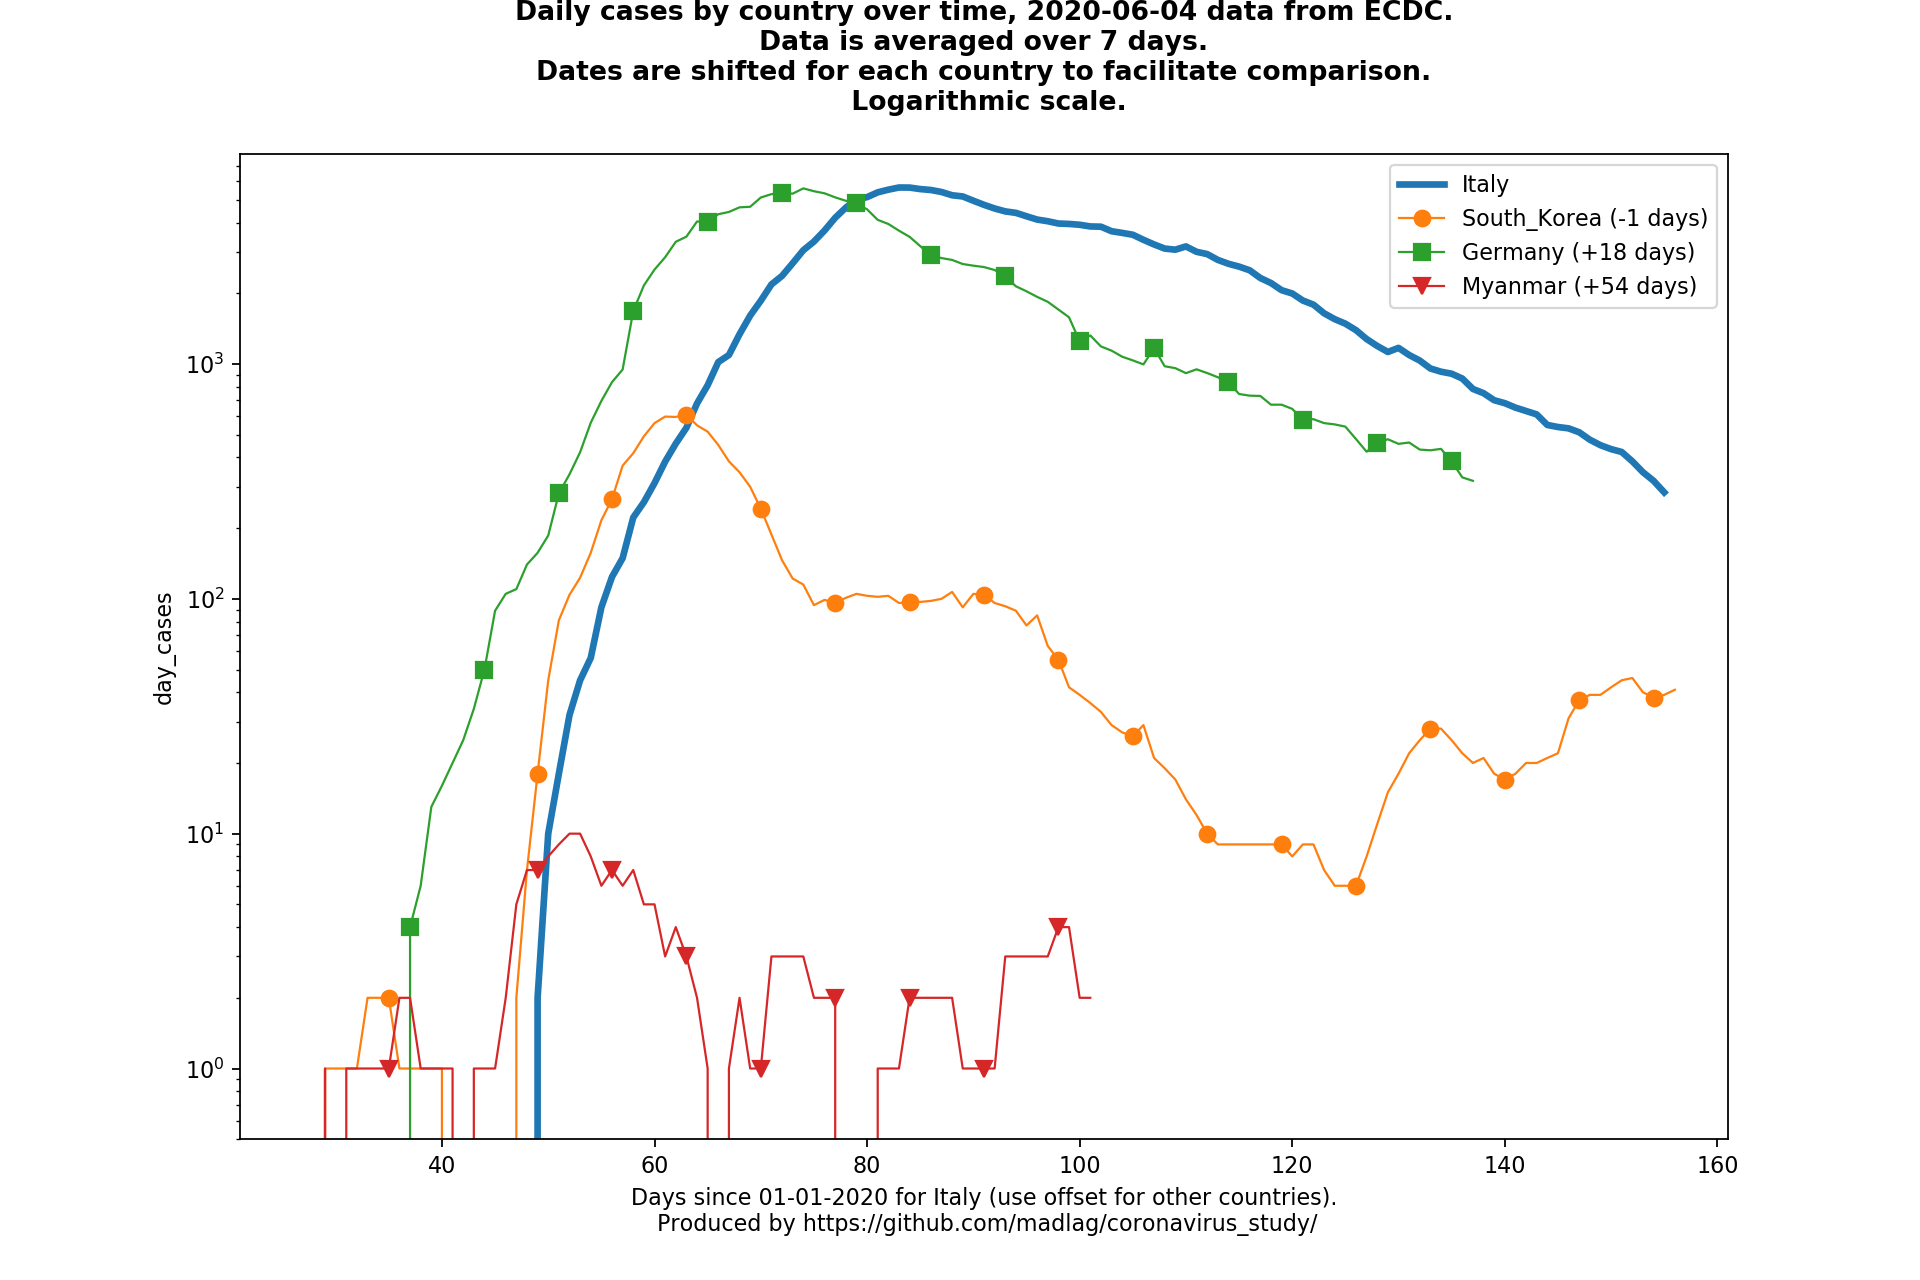 Daily cases by country over time, 2020-06-04 data from ECDC.
Data is averaged over 7 days.
Dates are shifted for each country to facilitate comparison.
Logarithmic scale.
Italy
South_Korea (-1 days)
Germany (+18 days)
Myanmar (+54 days)
day_cases
10³
10²
10¹
10⁰
40 60 80 100 120 140 160
Days since 01-01-2020 for Italy (use offset for other countries).
Produced by https://github.com/madlag/coronavirus_study/